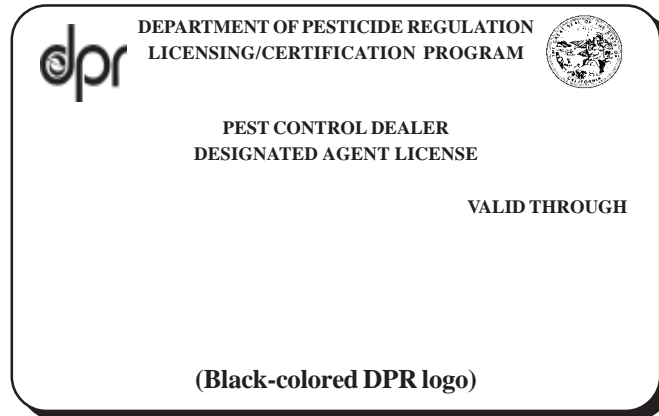 DEPARTMENT OF PESTICIDE REGULATION
dpr
LICENSING/CERTIFICATION PROGRAM
PEST CONTROL DEALER
DESIGNATED AGENT LICENSE
VALID THROUGH
(Black-colored DPR logo)